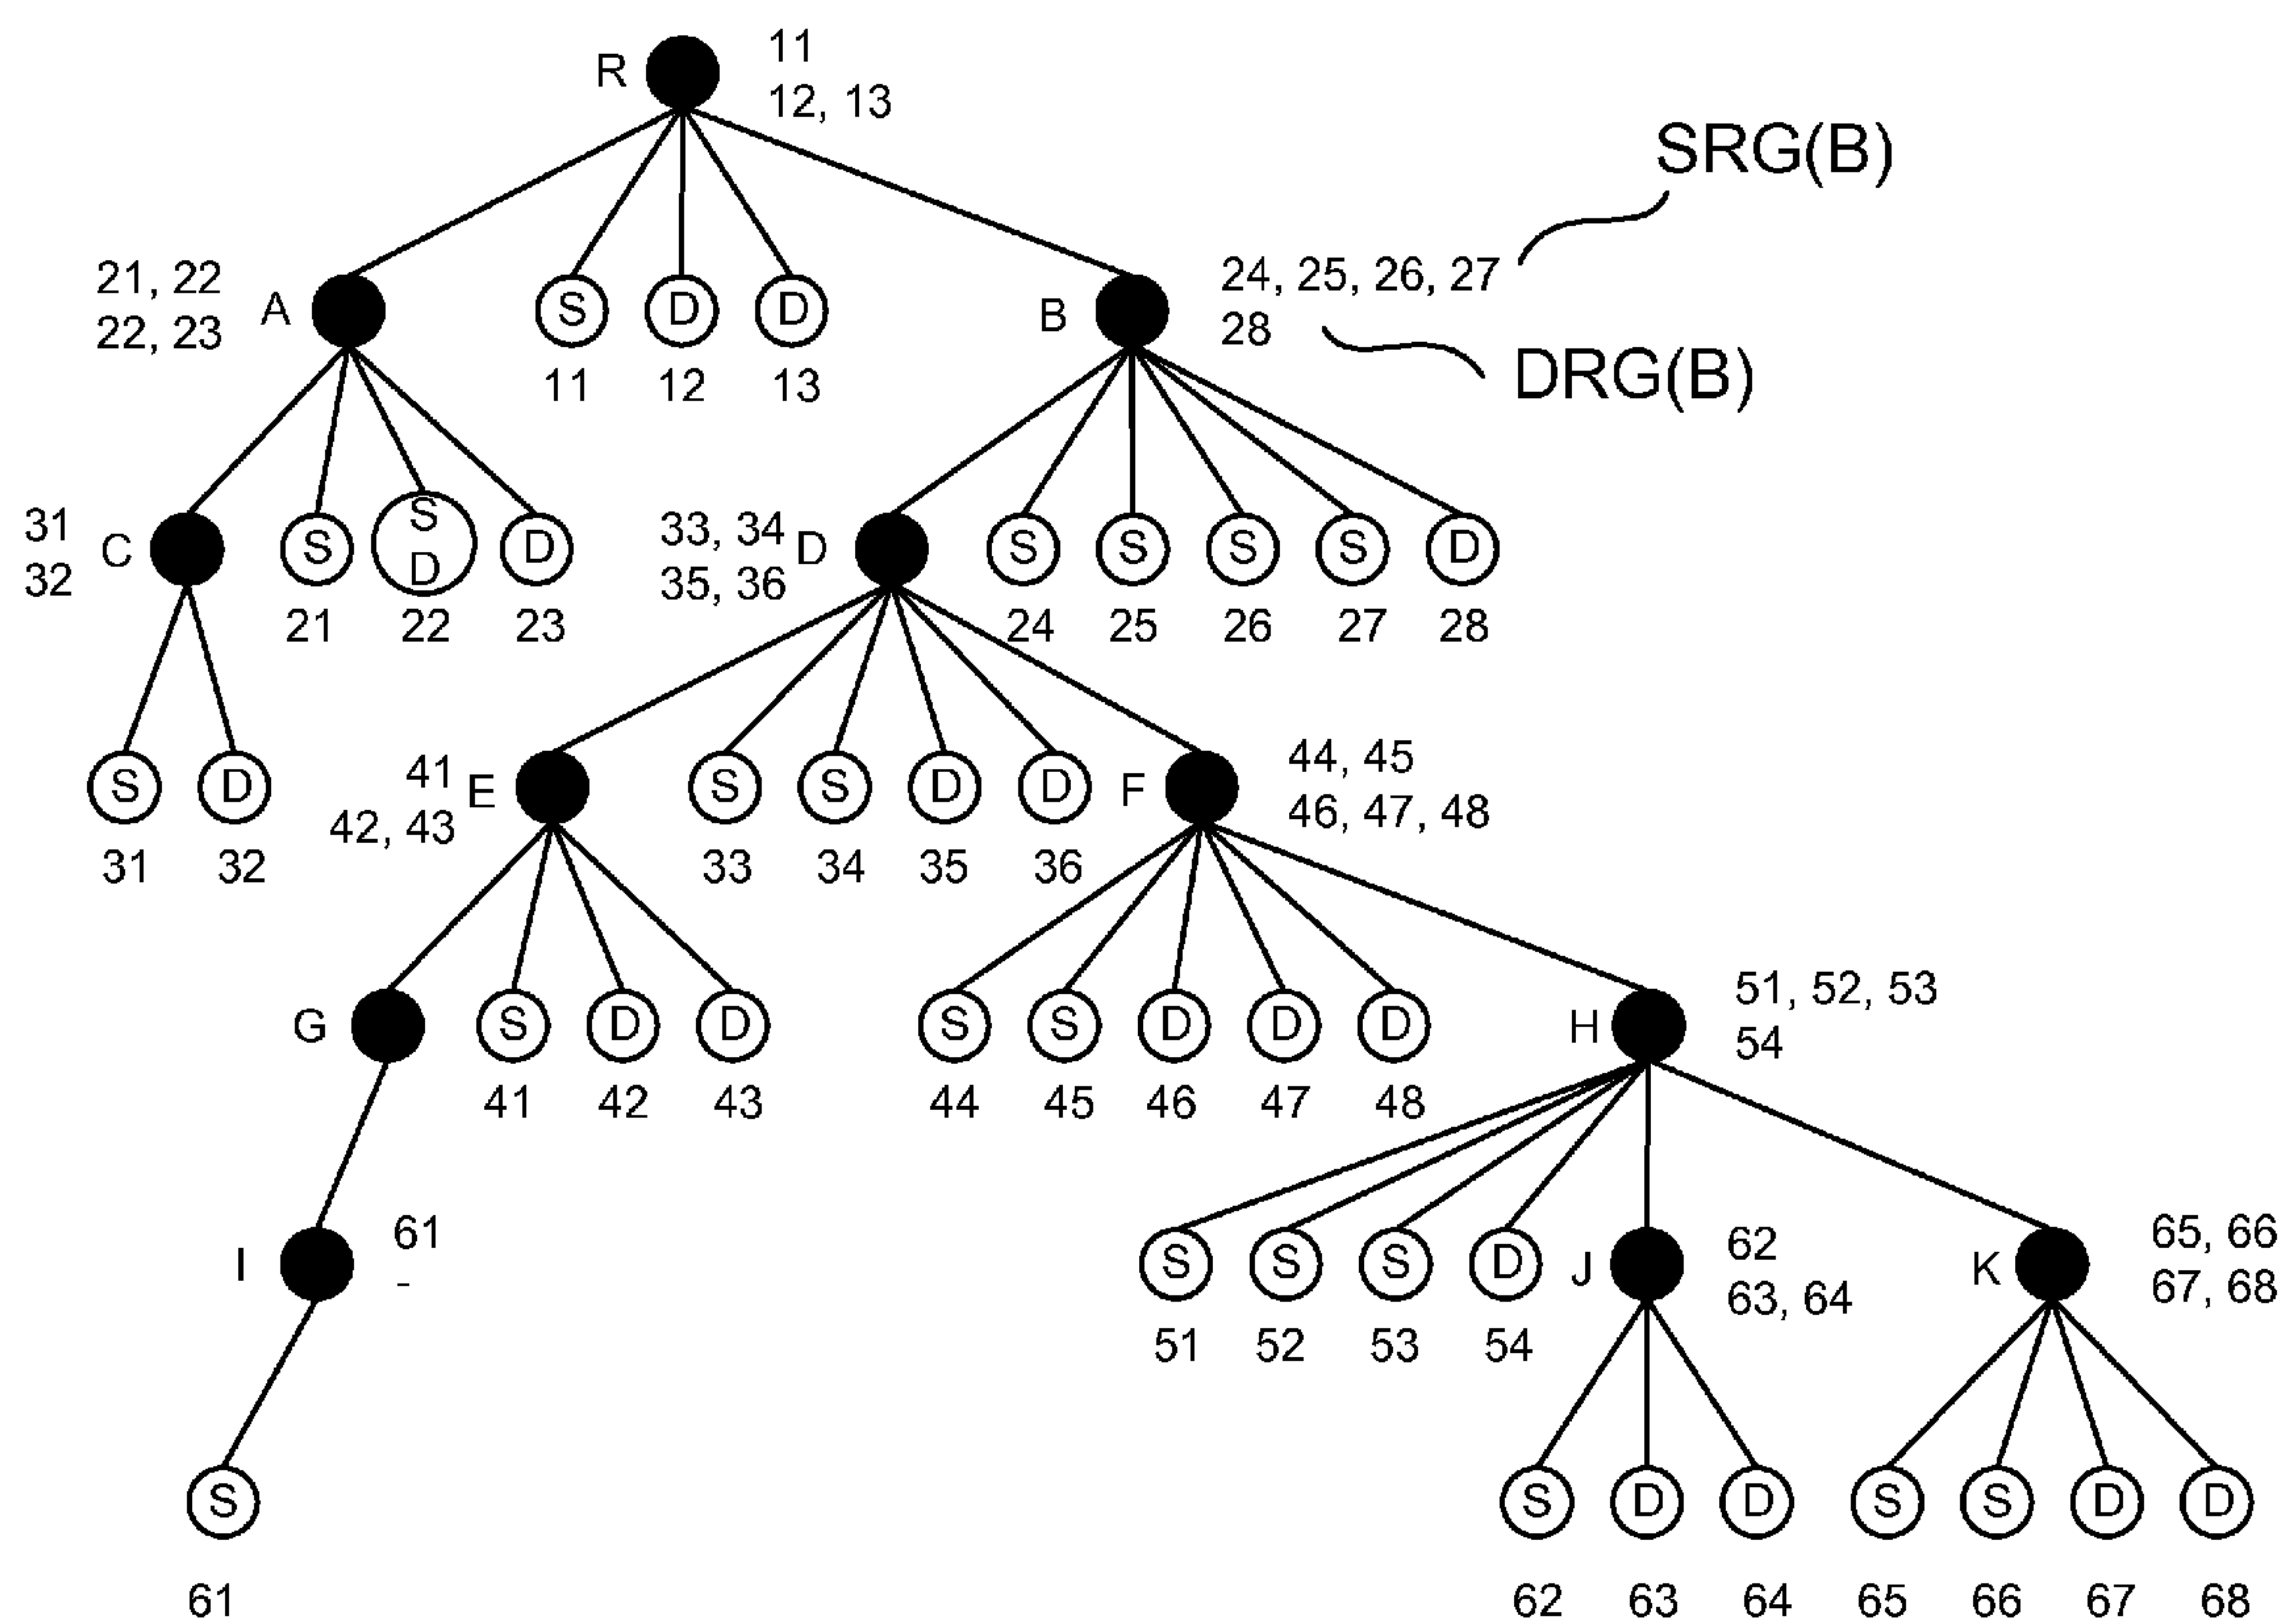 R
11
12, 13
SRG(B)
21, 22
22, 23
A
S
D
D
B
24, 25, 26, 27
28
11
12
13
DRG(B)
31
32
C
S
S
D
D
33, 34
35, 36
D
S
S
S
S
D
21
22
23
24
25
26
27
28
S
D
41
42, 43
E
S
S
D
D
F
44, 45
46, 47, 48
31
32
33
34
35
36
G
S
D
D
S
S
D
D
D
H
51, 52, 53
54
41
42
43
44
45
46
47
48
I
61
-
S
S
S
D
J
62
63, 64
K
65, 66
67, 68
51
52
53
54
S
S
D
D
S
S
D
D
61
62
63
64
65
66
67
68